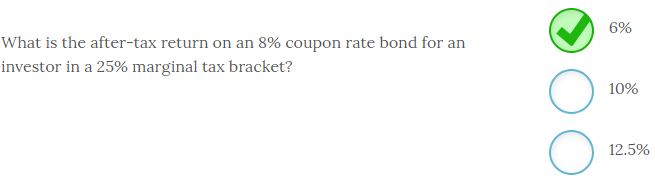 What is the after-tax return on an 8% coupon rate bond for an
investor in a 25% marginal tax bracket?
6%
10%
12.5%